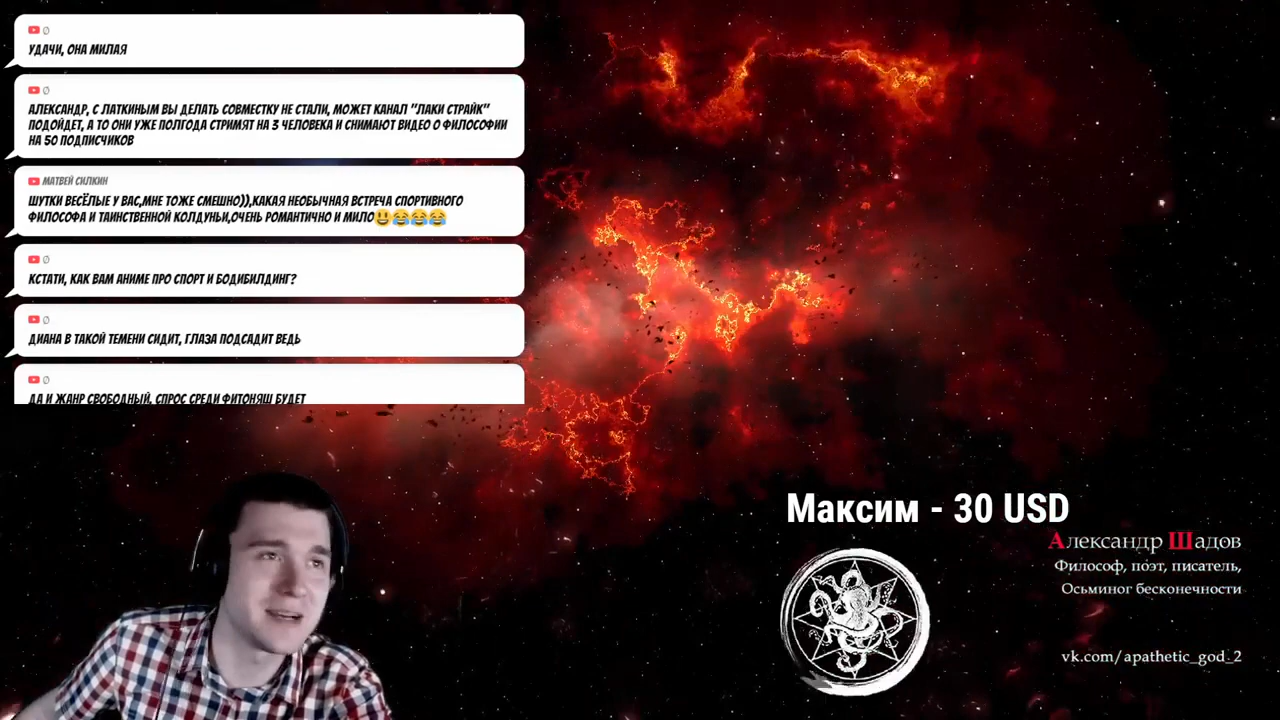 Ø
УДАЧИ, ОНА МИЛАЯ
Ø
АЛЕКСАНДР, С ЛАТКИНЫМ ВЫ ДЕЛАТЬ СОВМЕСТКУ НЕ СТАЛИ, МОЖЕТ КАНАЛ "ЛАКИ СТРАЙК"
ПОДОЙДЕТ, А ТО ОНИ УЖЕ ПОЛГОДА СТРИМЯТ НА 3 ЧЕЛОВЕКА И СНИМАЮТ ВИДЕО О ФИЛОСОФИИ
НА 50 ПОДПИСЧИКОВ
МАТВЕЙ СИЛКИН
ШУТКИ ВЕСЁЛЫЕ У ВАС,МНЕ ТОЖЕ СМЕШНО)),КАКАЯ НЕОБЫЧНАЯ ВСТРЕЧА СПОРТИВНОГО
ФИЛОСОФА И ТАИНСТВЕННОЙ КОЛДУНЬИ,ОЧЕНЬ РОМАНТИЧНО И МИЛО😃😂😂😂
Ø
КСТАТИ, КАК ВАМ АНИМЕ ПРО СПОРТ И БОДИБИЛДИНГ?
Ø
ДИАНА В ТАКОЙ ТЕМЕНИ СИДИТ, ГЛАЗА ПОДСАДИТ ВЕДЬ
Ø
ДА И ЖАНР СВОБОДНЫЙ, СПРОС СРЕДИ ФИТОНЯШ БУДЕТ
Максим - 30 USD
Александр Шадов
Философ, поэт, писатель,
Осьминог бесконечности
vk.com/apathetic_god_2